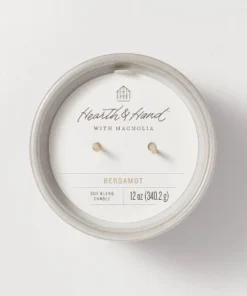 Hearth & Hand
WITH MAGNOLIA
BERGAMOT
SOY BLEND CANDLE
12 oz (340.2 g)